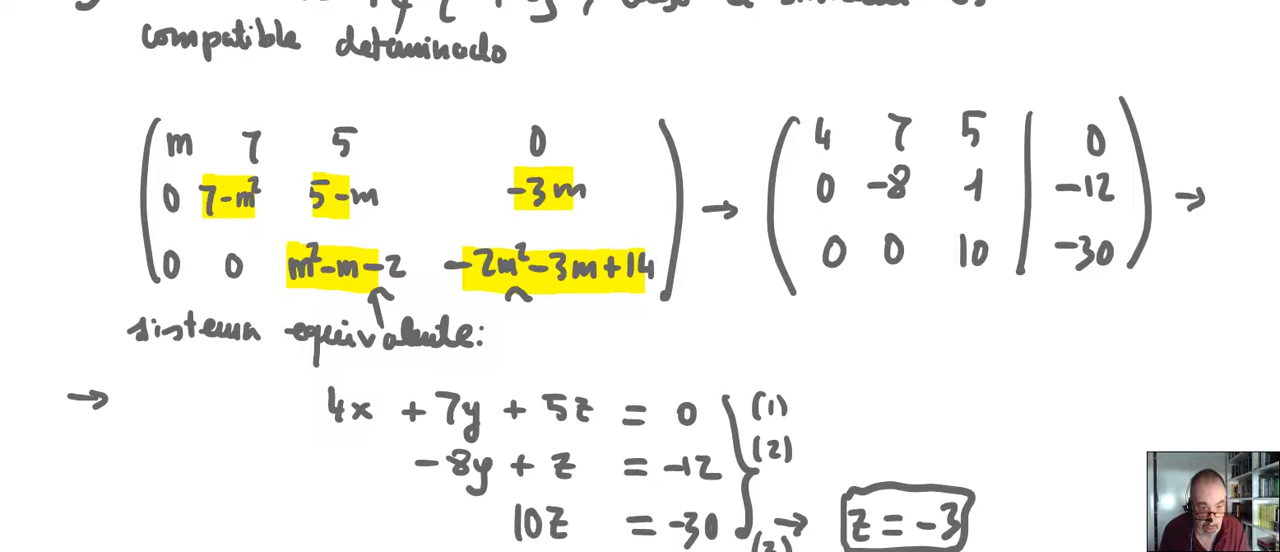 compatible detaminado
m 7 5 0
0 7-m² 5-m -3m
0 0 m²-m-2 -2m²-3m+14
→
4 7 5 | 0
0 -8 1 | -12
0 0 10 | -30
→
sistema equivalente:
→ 4x + 7y + 5z = 0 (1)
-8y + z = -12 (2)
10z = -30 → z = -3